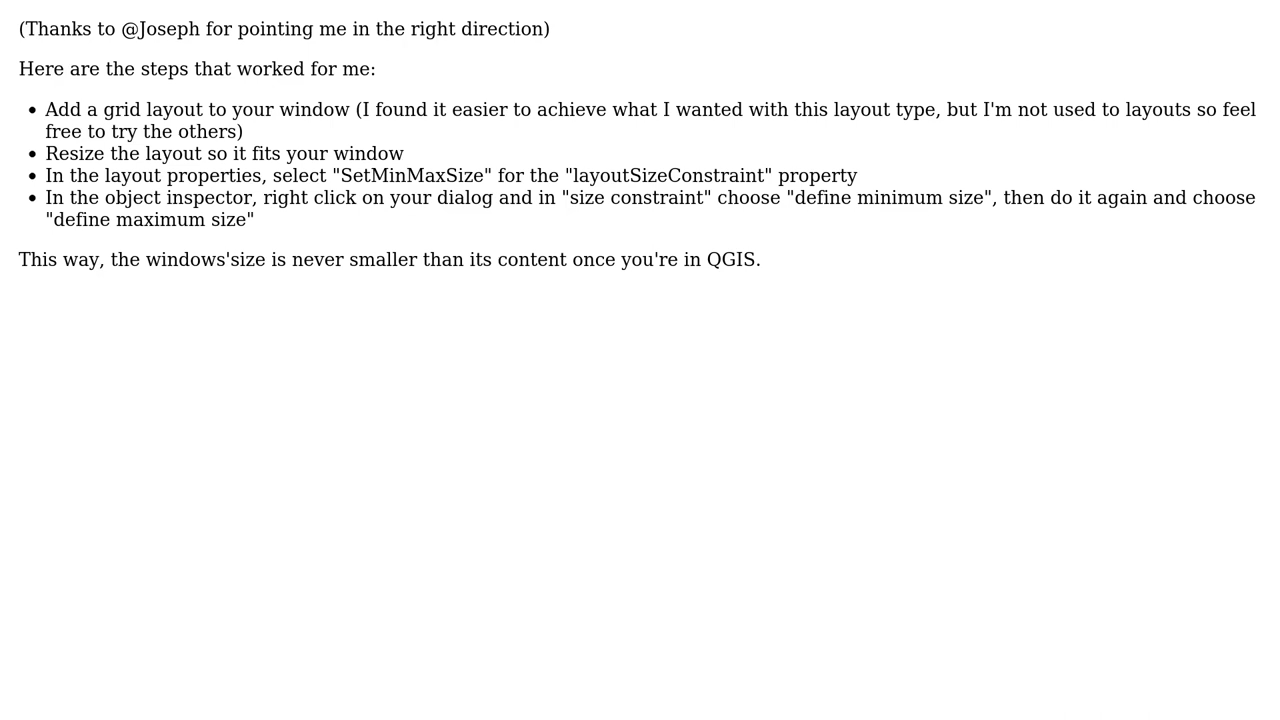 (Thanks to @Joseph for pointing me in the right direction)
Here are the steps that worked for me:
• Add a grid layout to your window (I found it easier to achieve what I wanted with this layout type, but I'm not used to layouts so feel
free to try the others)
• Resize the layout so it fits your window
• In the layout properties, select "SetMinMaxSize" for the "layoutSizeConstraint" property
• In the object inspector, right click on your dialog and in "size constraint" choose "define minimum size", then do it again and choose
"define maximum size"
This way, the windows'size is never smaller than its content once you're in QGIS.